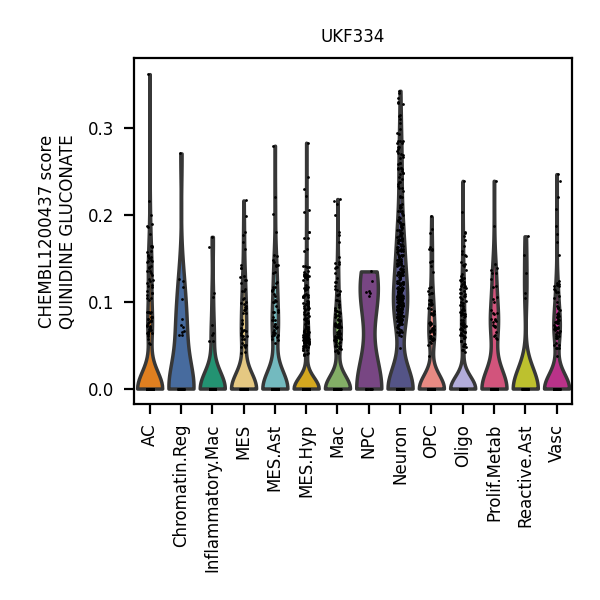 UKF334
CHEMBL1200437 score
QUINIDINE GLUCONATE
0.3
0.2
0.1
0.0
AC
Chromatin.Reg
Inflammatory.Mac
MES
MES.Ast
MES.Hyp
Mac
NPC
Neuron
OPC
Oligo
Prolif.Metab
Reactive.Ast
Vasc